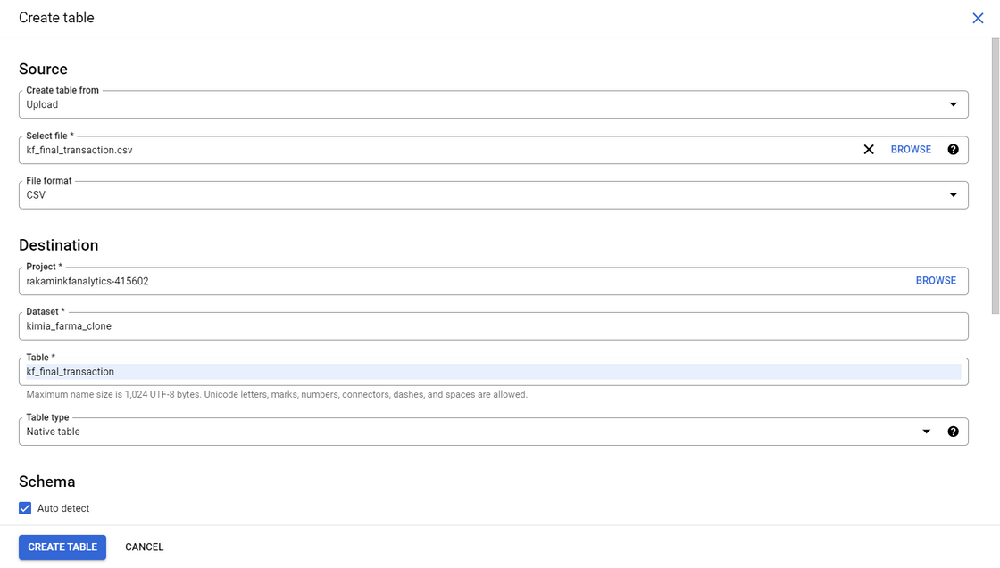 Create table
Source
Create table from
Upload
Select file *
kf_final_transaction.csv
BROWSE
File format
CSV
Destination
Project *
rakaminkfanalytics-415602
BROWSE
Dataset *
kimia_farma_clone
Table *
kf_final_transaction
Maximum name size is 1,024 UTF-8 bytes. Unicode letters, marks, numbers, connectors, dashes, and spaces are allowed.
Table type
Native table
Schema
Auto detect
CREATE TABLE
CANCEL